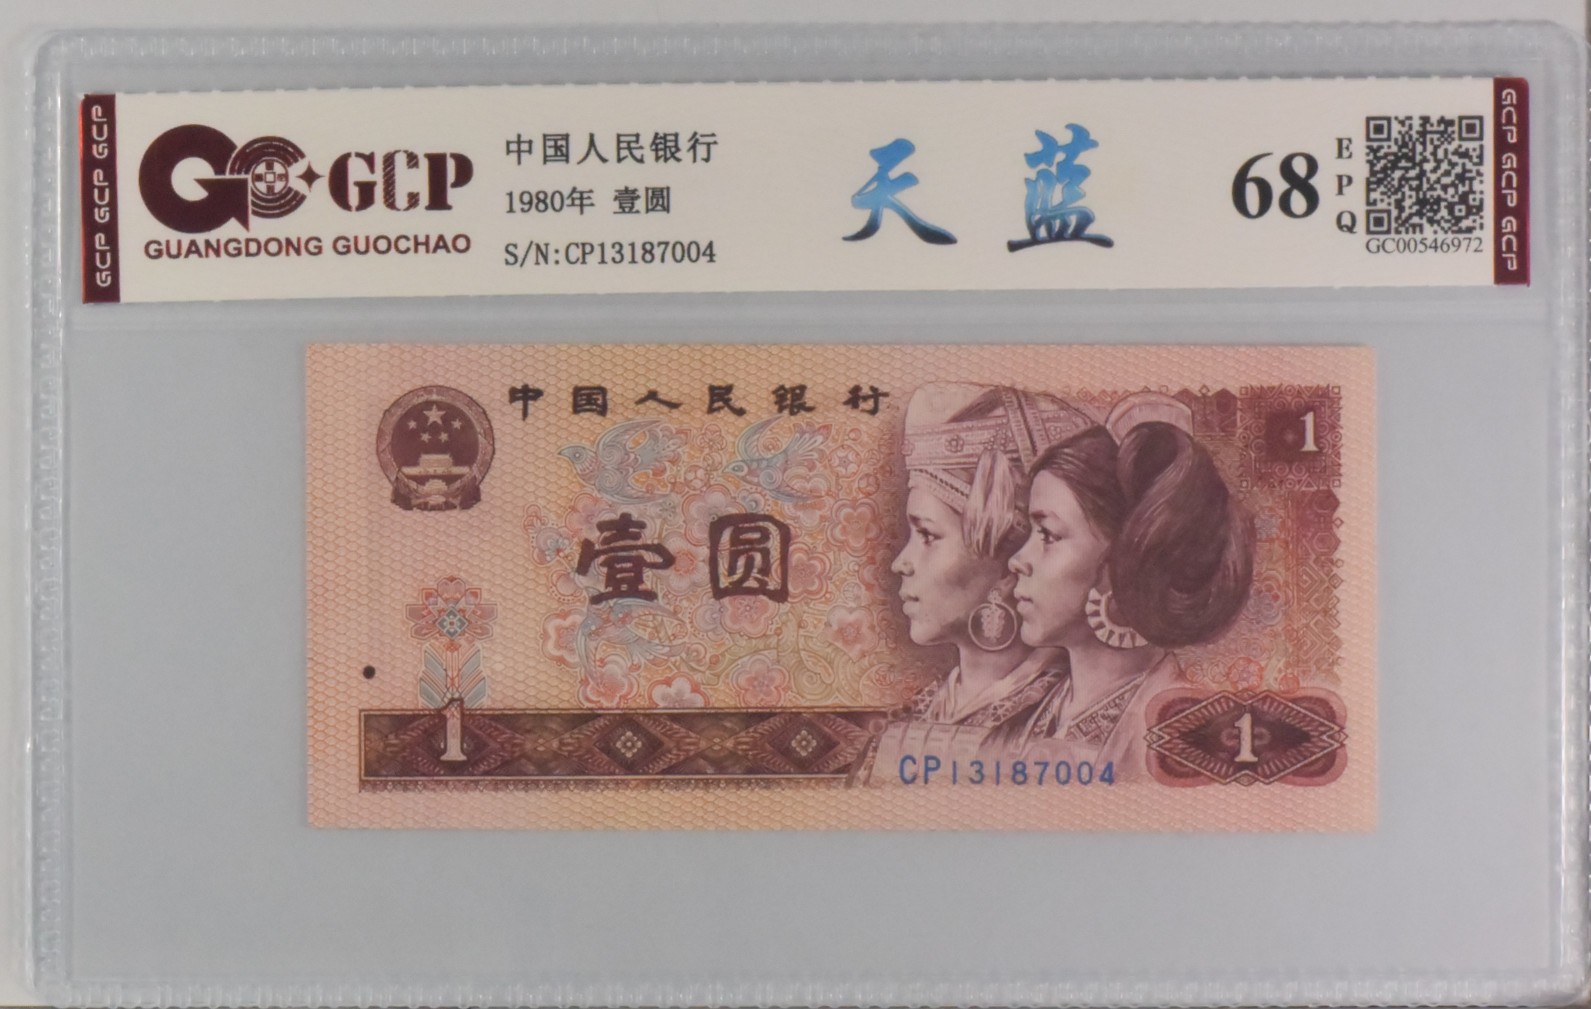 GCP GCP GCP
GCP
GUANGDONG GUOCHAO
中国人民银行
1980年 壹圆
S/N:CP13187004
天 蓝
68
EPQ
GC00546972
GCP GCP GCP
中国人民银行
1
壹圆
1
CP13187004
1